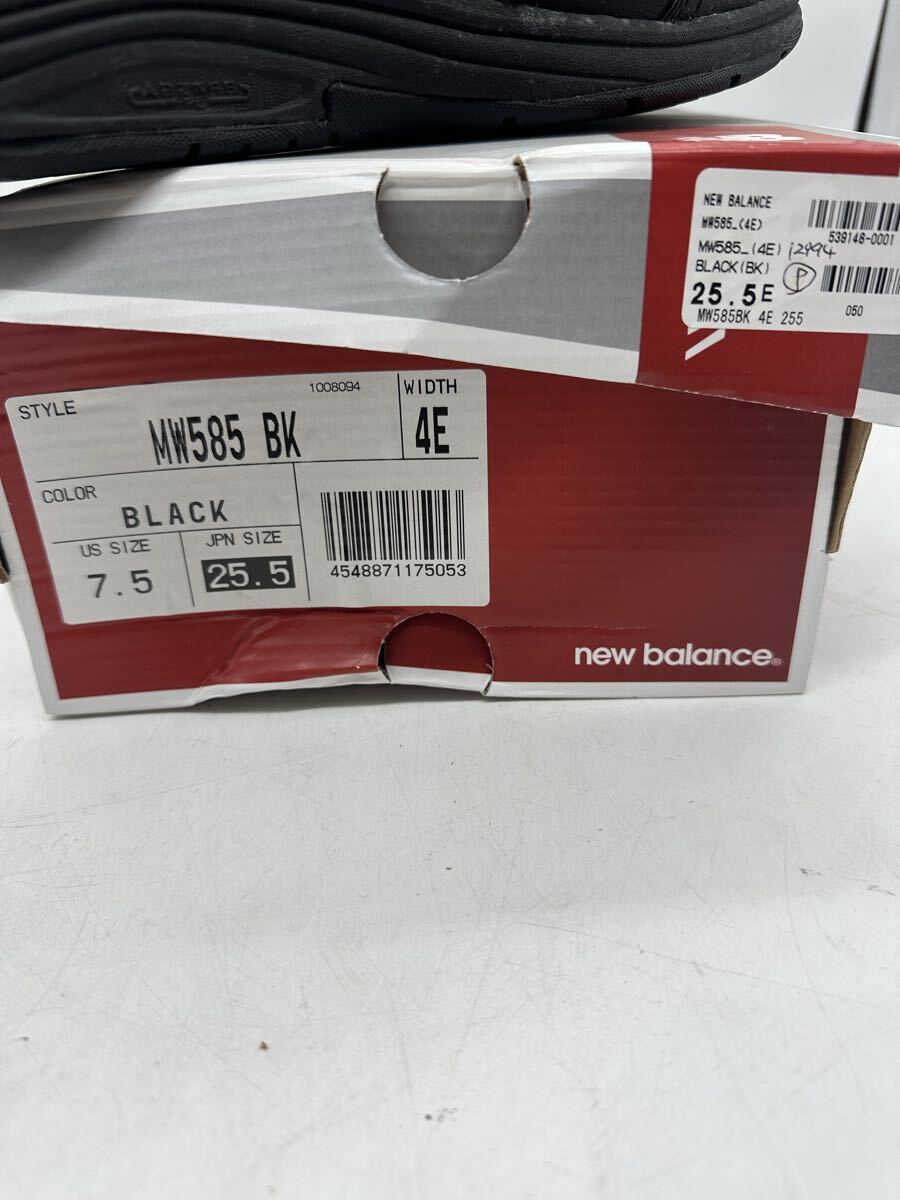 NEW BALANCE
MW585_(4E)
539148-0001
MW585_(4E) i2994
BLACK(BK)
P
25.5E
050
MW585BK 4E 255
STYLE
1008094
WIDTH
MW585 BK
4E
COLOR
BLACK
US SIZE
JPN SIZE
7.5
25.5
4548871175053
new balance®